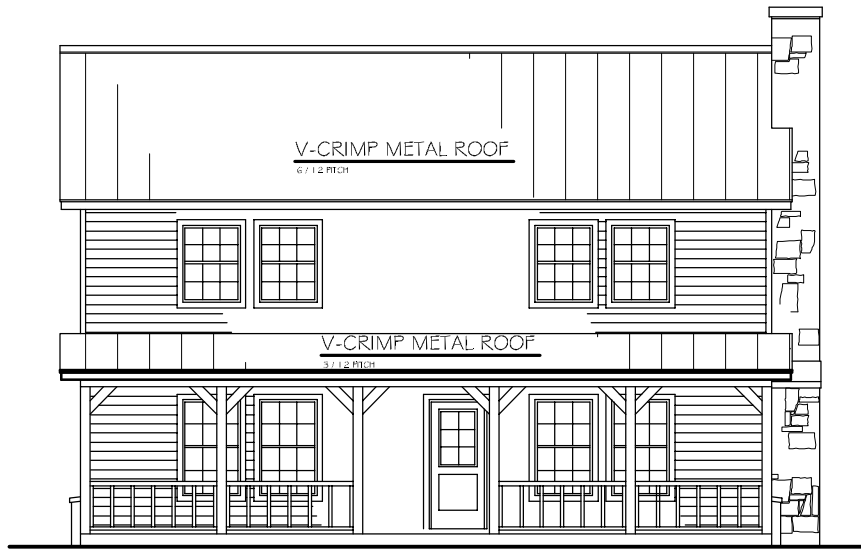 V-CRIMP METAL ROOF
6 / 12 PITCH
V-CRIMP METAL ROOF
3 / 12 PITCH